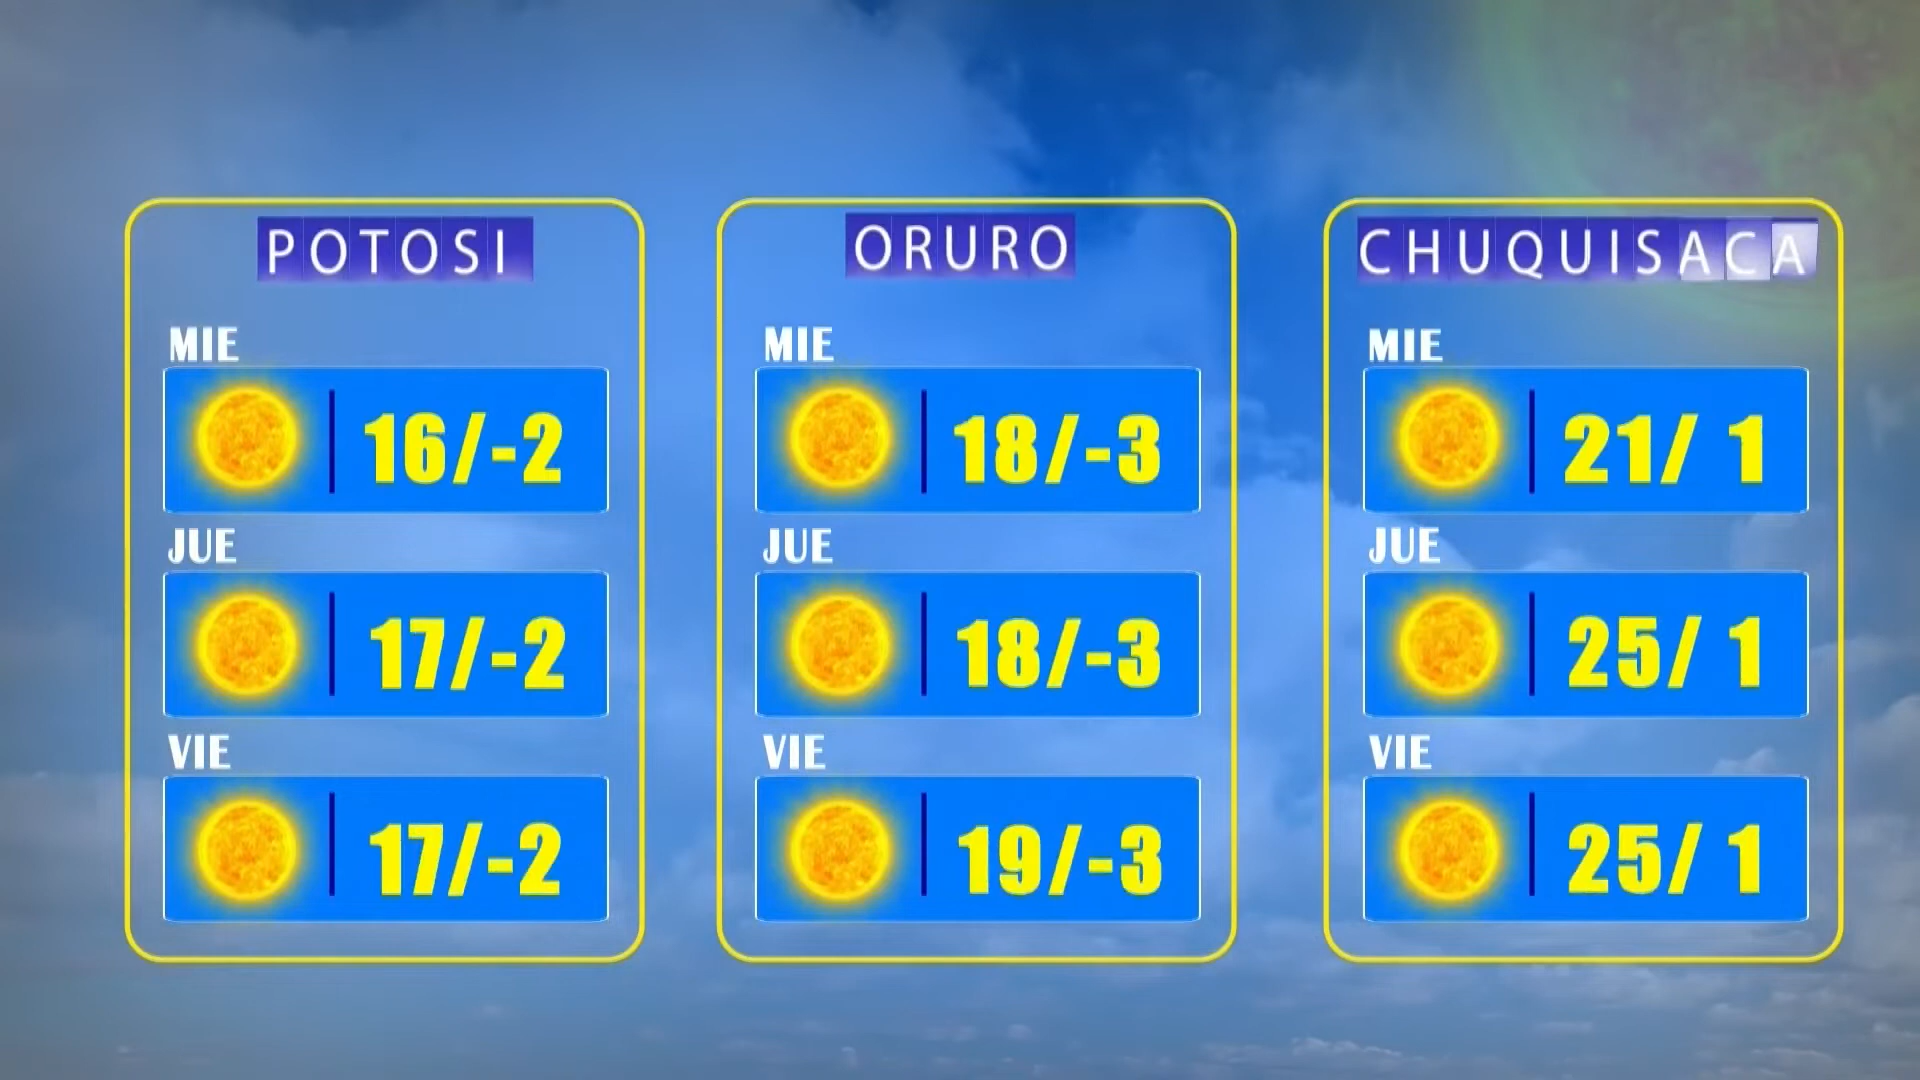 POTOSI
MIE
16/-2
JUE
17/-2
VIE
17/-2
ORURO
MIE
18/-3
JUE
18/-3
VIE
19/-3
CHUQUISACA
MIE
21/ 1
JUE
25/ 1
VIE
25/ 1